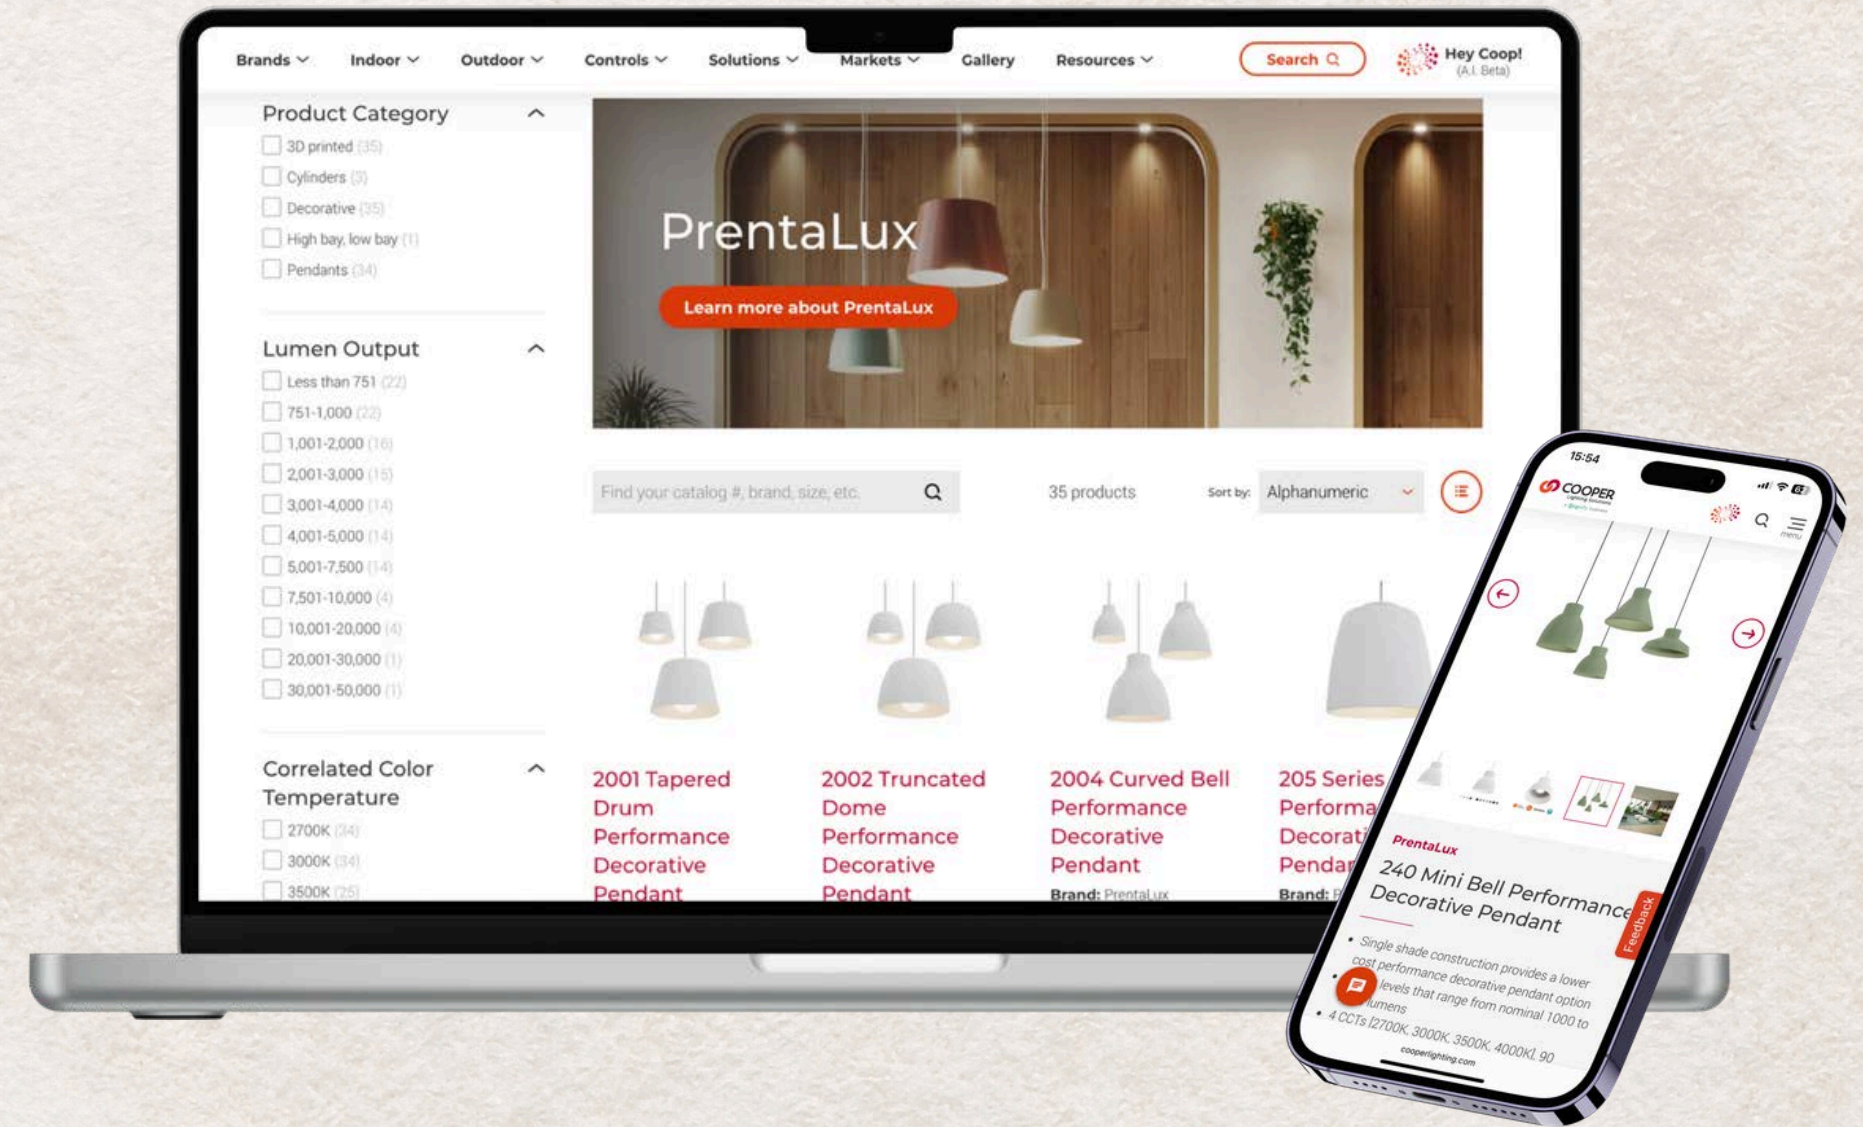 Brands Indoor Outdoor Controls Solutions Markets Gallery Resources Search Hey Coop!
(A.I. Beta)
Product Category
3D printed (35)
Cylinders (3)
Decorative (35)
High bay, low bay (1)
Pendants (34)
Lumen Output
Less than 751 (22)
751-1,000 (22)
1,001-2,000 (16)
2,001-3,000 (15)
3,001-4,000 (14)
4,001-5,000 (14)
5,001-7,500 (14)
7,501-10,000 (4)
10,001-20,000 (4)
20,001-30,000 (1)
30,001-50,000 (1)
Correlated Color
Temperature
2700K (34)
3000K (34)
3500K (25)
PrentaLux
Learn more about PrentaLux
Find your catalog #, brand, size, etc. 35 products Sort by: Alphanumeric
2001 Tapered
Drum
Performance
Decorative
Pendant
2002 Truncated
Dome
Performance
Decorative
Pendant
2004 Curved Bell
Performance
Decorative
Pendant
Brand: PrentaLux
205 Series
Performa
Decorati
Pendan
Brand: P
15:54
COOPER
Lighting Solutions
menu
PrentaLux
240 Mini Bell Performance
Decorative Pendant
Feedback
Single shade construction provides a lower
cost performance decorative pendant option
levels that range from nominal 1000 to
lumens
4 CCTs [2700K, 3000K, 3500K, 4000K], 90
cooperlighting.com